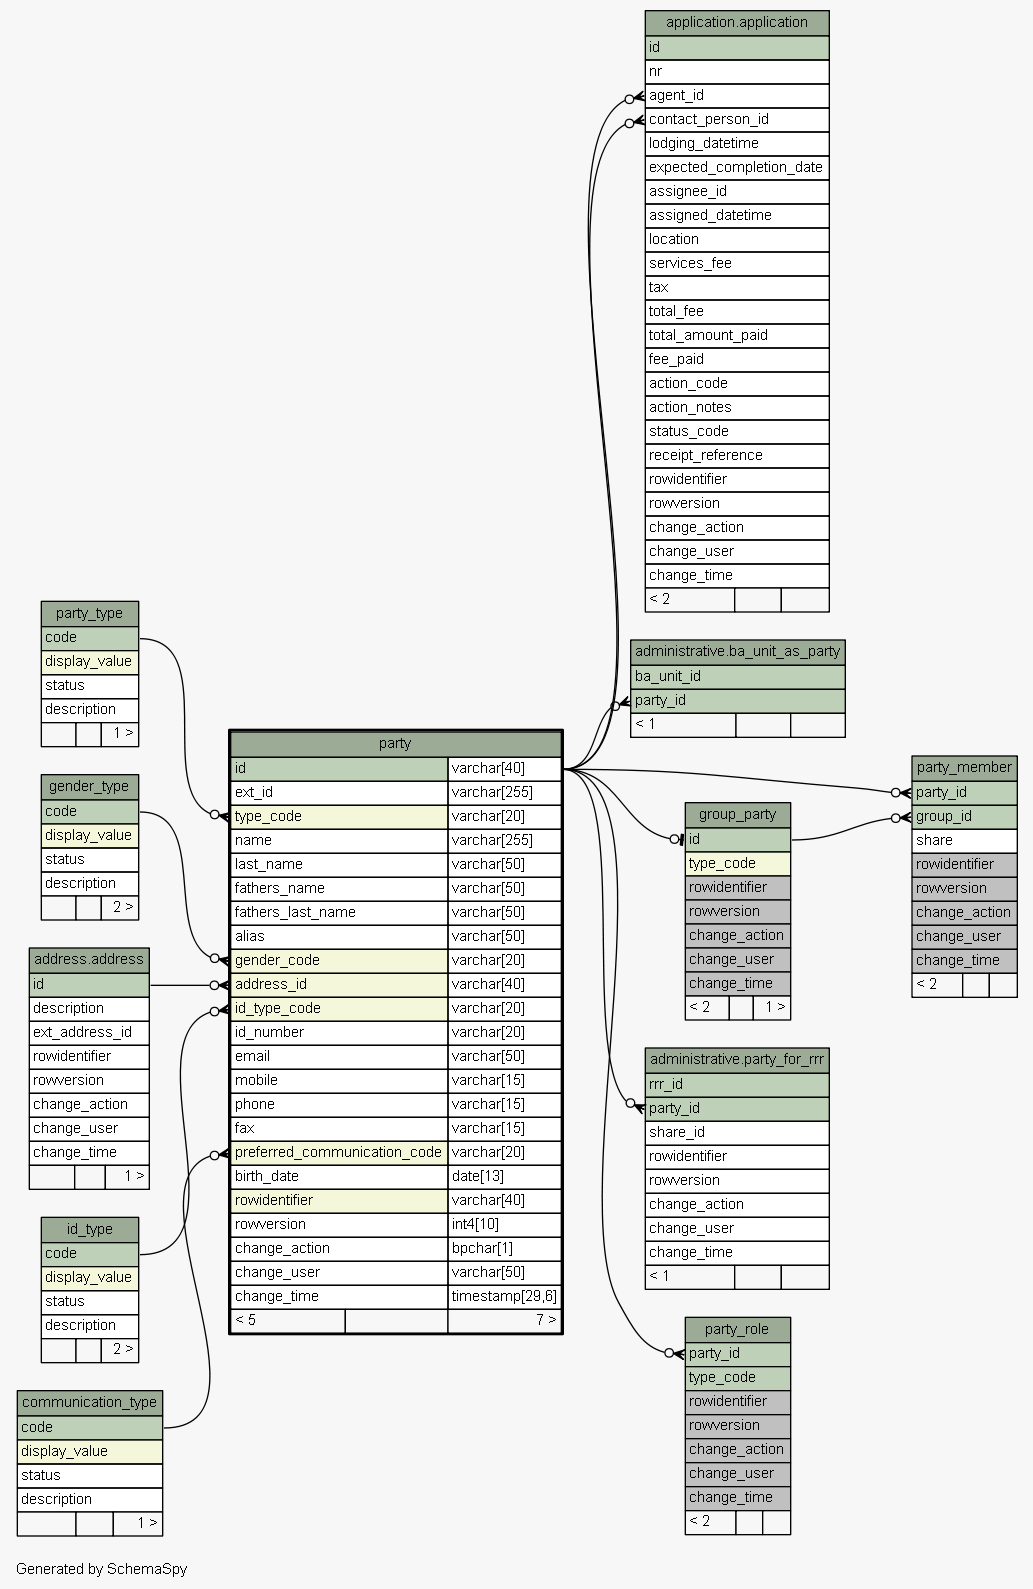 application.application
id
nr
agent_id
contact_person_id
lodging_datetime
expected_completion_date
assignee_id
assigned_datetime
location
services_fee
tax
total_fee
total_amount_paid
fee_paid
action_code
action_notes
status_code
receipt_reference
rowidentifier
rowversion
change_action
change_user
change_time
< 2
party_type
code
display_value
status
description
1 >
gender_type
code
display_value
status
description
2 >
address.address
id
description
ext_address_id
rowidentifier
rowversion
change_action
change_user
change_time
1 >
id_type
code
display_value
status
description
2 >
communication_type
code
display_value
status
description
1 >
party
id varchar[40]
ext_id varchar[255]
type_code varchar[20]
name varchar[255]
last_name varchar[50]
fathers_name varchar[50]
fathers_last_name varchar[50]
alias varchar[50]
gender_code varchar[20]
address_id varchar[40]
id_type_code varchar[20]
id_number varchar[20]
email varchar[50]
mobile varchar[15]
phone varchar[15]
fax varchar[15]
preferred_communication_code varchar[20]
birth_date date[13]
rowidentifier varchar[40]
rowversion int4[10]
change_action bpchar[1]
change_user varchar[50]
change_time timestamp[29,6]
< 5 7 >
administrative.ba_unit_as_party
ba_unit_id
party_id
< 1
group_party
id
type_code
rowidentifier
rowversion
change_action
change_user
change_time
< 2 1 >
party_member
party_id
group_id
share
rowidentifier
rowversion
change_action
change_user
change_time
< 2
administrative.party_for_rrr
rrr_id
party_id
share_id
rowidentifier
rowversion
change_action
change_user
change_time
< 1
party_role
party_id
type_code
rowidentifier
rowversion
change_action
change_user
change_time
< 2
Generated by SchemaSpy